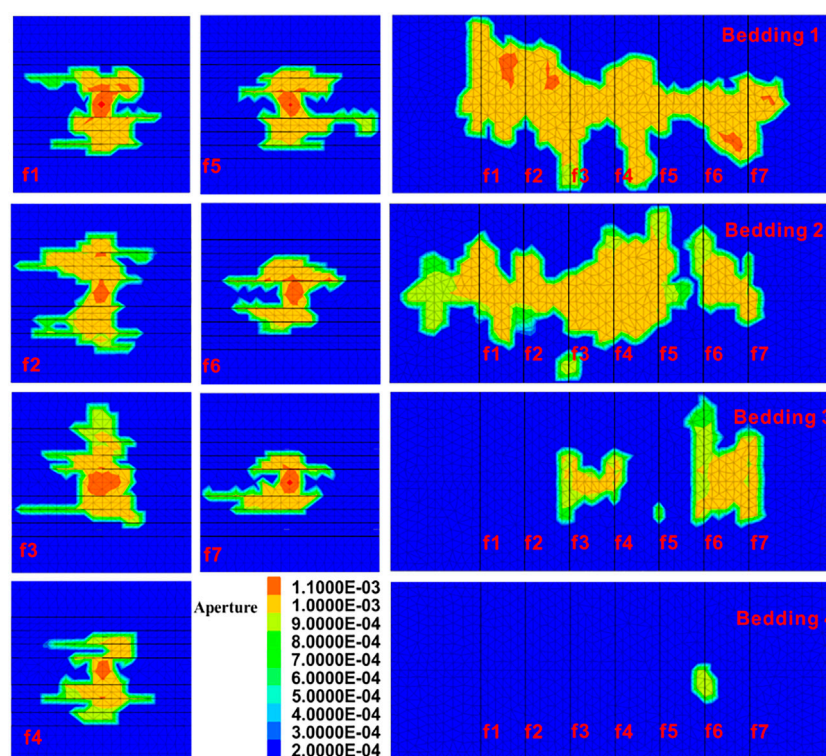 Bedding 1
f1
f5
f1 f2 f3 f4 f5 f6 f7
Bedding 2
f2
f6
f1 f2 f3 f4 f5 f6 f7
Bedding 3
f3
f7
f1 f2 f3 f4 f5 f6 f7
Aperture
1.1000E-03
1.0000E-03
9.0000E-04
8.0000E-04
7.0000E-04
6.0000E-04
5.0000E-04
4.0000E-04
3.0000E-04
2.0000E-04
f4
Bedding
f1 f2 f3 f4 f5 f6 f7